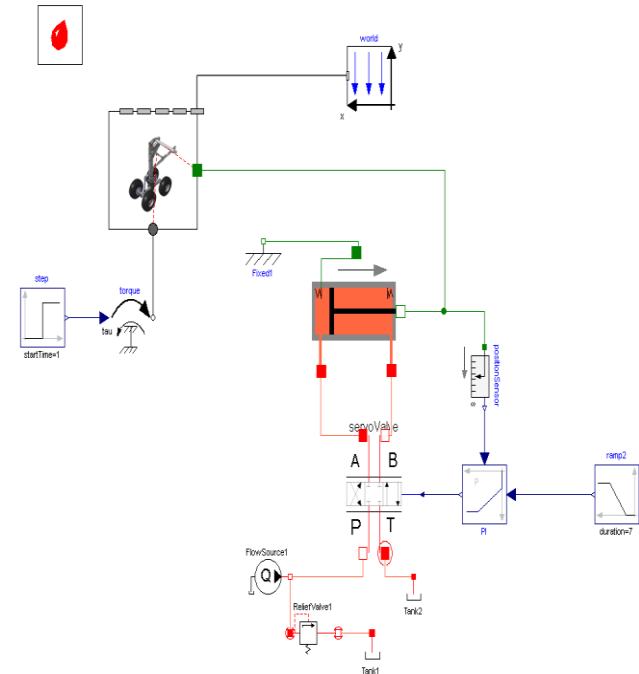 world
y
x
step
startTime=1
torque
tau
Fixed1
positionSensor
s
servoValve
A B
P T
P
PI
ramp2
duration=7
FlowSource1
Q
Tank2
ReliefValve1
Tank1